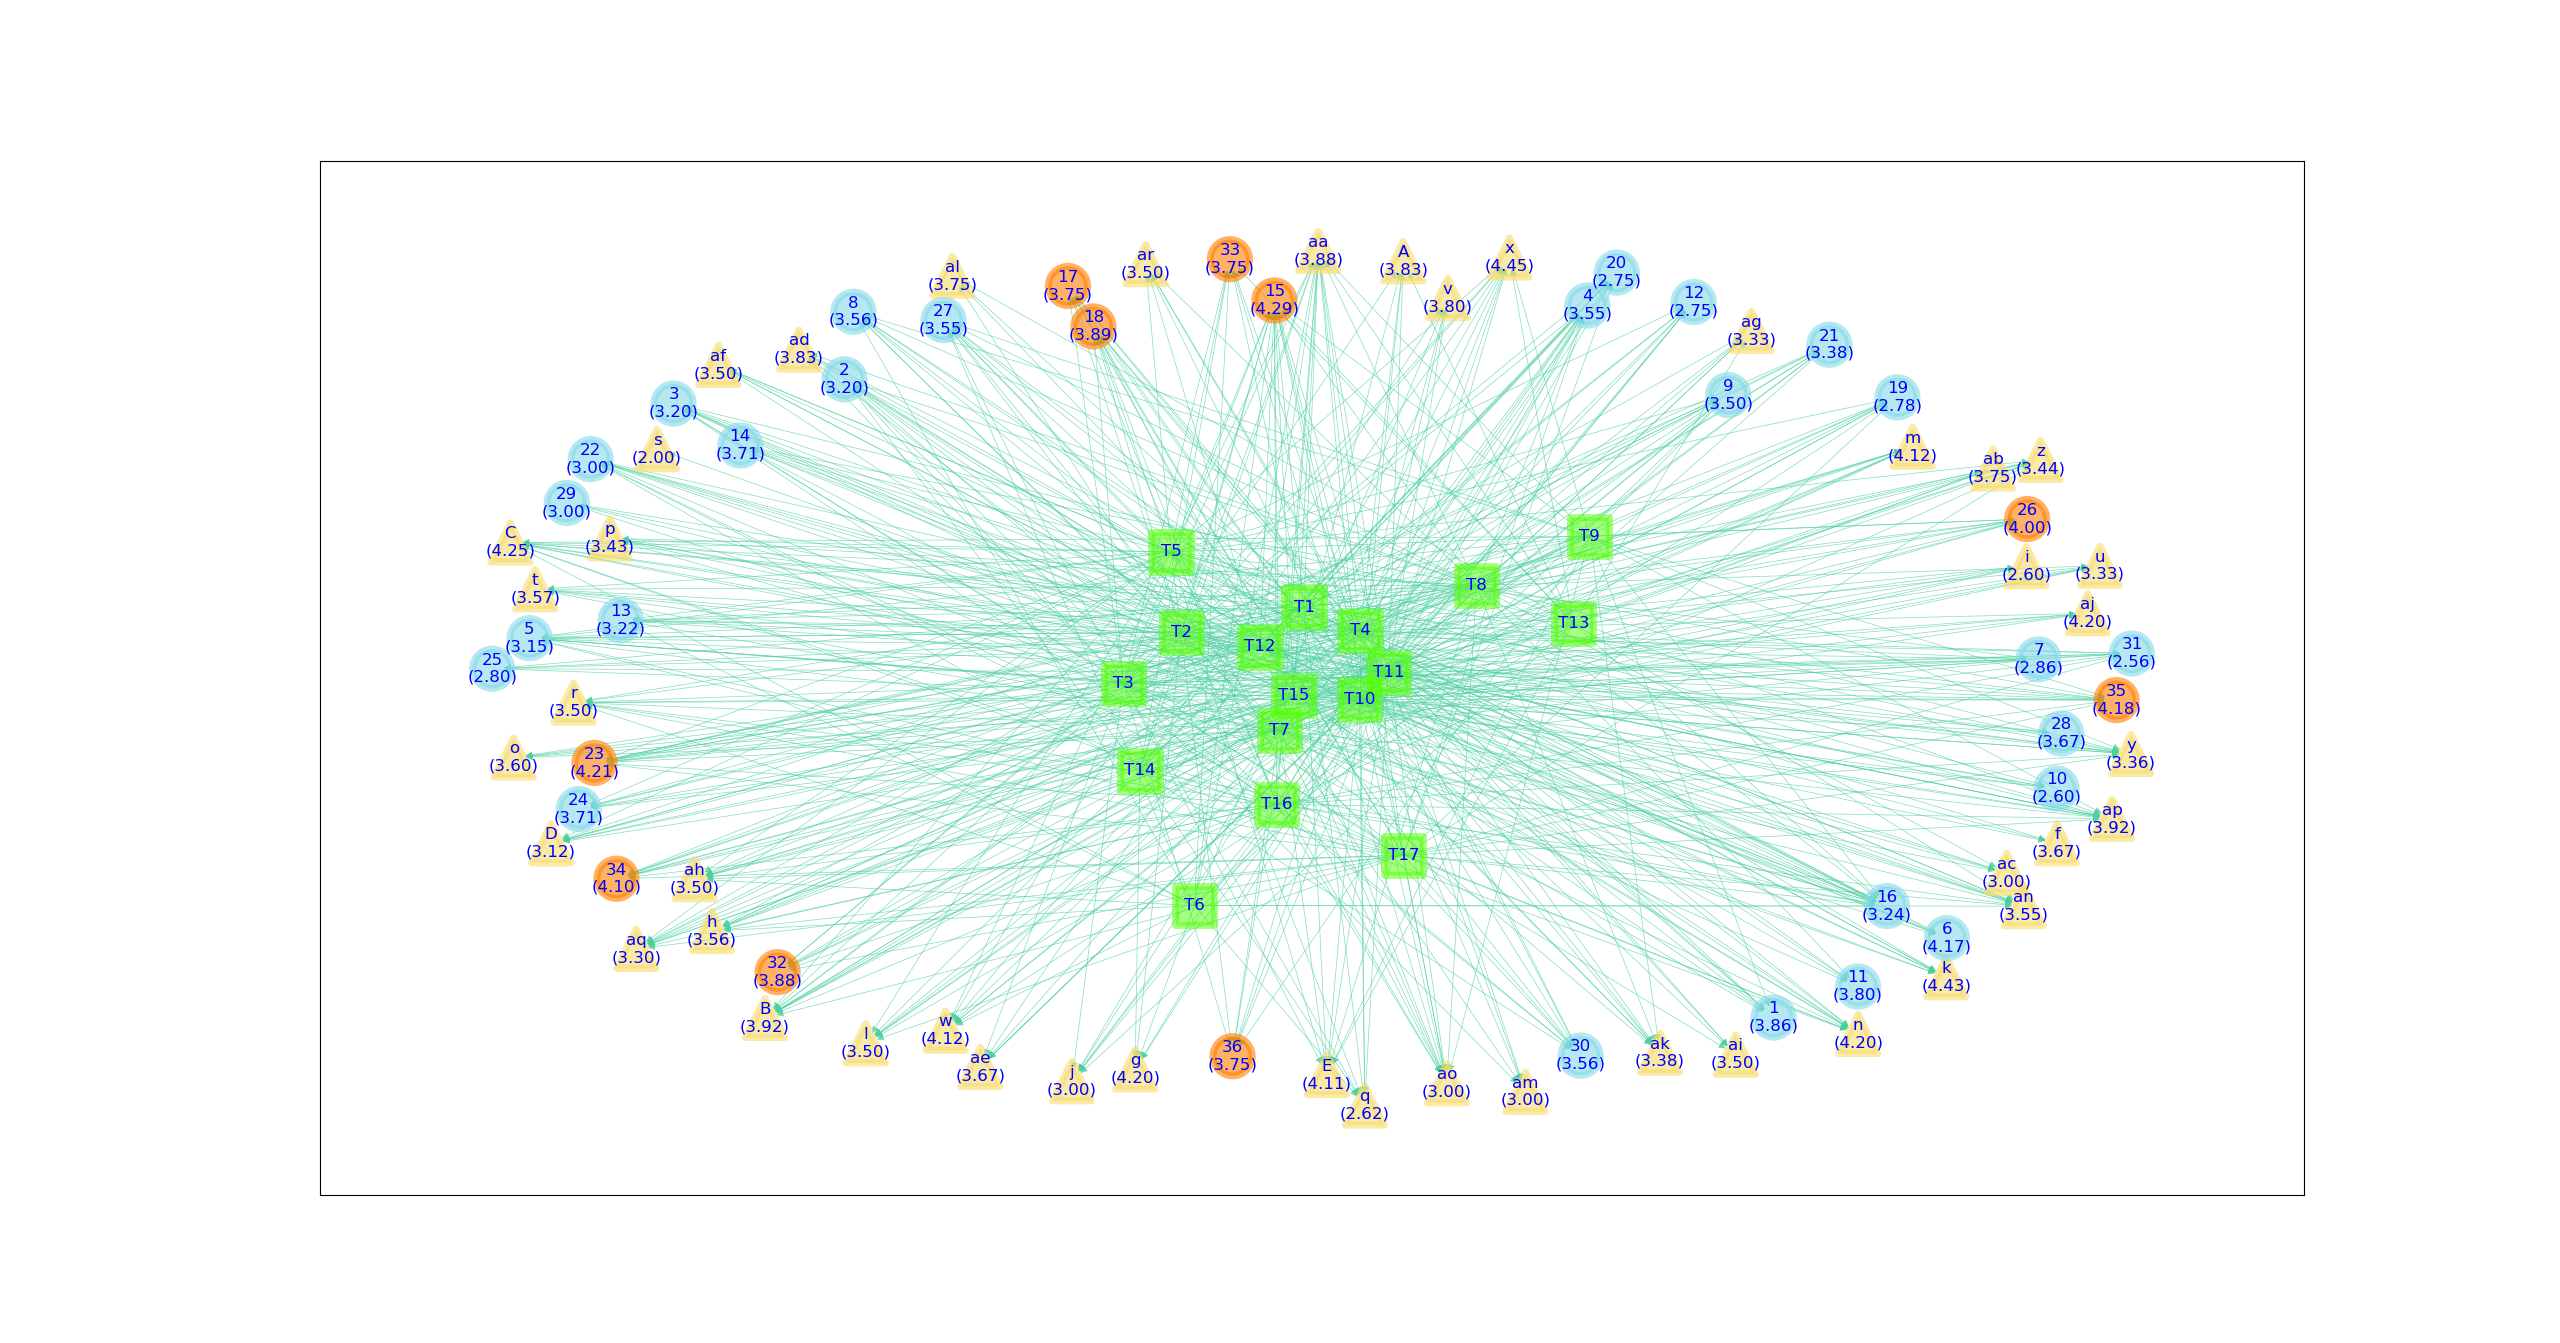 aa
(3.88)
33
(3.75)
A
(3.83)
x
(4.45)
ar
(3.50)
20
(2.75)
al
(3.75)
17
(3.75)
15
(4.29)
v
(3.80)
4
(3.55)
12
(2.75)
8
(3.56)
27
(3.55)
18
(3.89)
ag
(3.33)
21
(3.38)
ad
(3.83)
af
(3.50)
2
(3.20)
9
(3.50)
19
(2.78)
3
(3.20)
14
(3.71)
s
(2.00)
m
(4.12)
22
(3.00)
ab
(3.75)
z
(3.44)
29
(3.00)
26
(4.00)
C
(4.25)
p
(3.43)
T9
T5
i
(2.60)
u
(3.33)
t
(3.57)
T8
T1
aj
(4.20)
13
(3.22)
T13
5
(3.15)
T2
T4
T12
7
(2.86)
31
(2.56)
25
(2.80)
T11
T3
r
(3.50)
T15
T10
35
(4.18)
28
(3.67)
T7
o
(3.60)
23
(4.21)
y
(3.36)
T14
10
(2.60)
24
(3.71)
T16
ap
(3.92)
D
(3.12)
f
(3.67)
T17
34
(4.10)
ah
(3.50)
ac
(3.00)
T6
16
(3.24)
an
(3.55)
h
(3.56)
6
(4.17)
aq
(3.30)
32
(3.88)
k
(4.43)
11
(3.80)
B
(3.92)
1
(3.86)
n
(4.20)
l
(3.50)
w
(4.12)
ae
(3.67)
j
(3.00)
g
(4.20)
36
(3.75)
E
(4.11)
q
(2.62)
ao
(3.00)
am
(3.00)
30
(3.56)
ak
(3.38)
ai
(3.50)